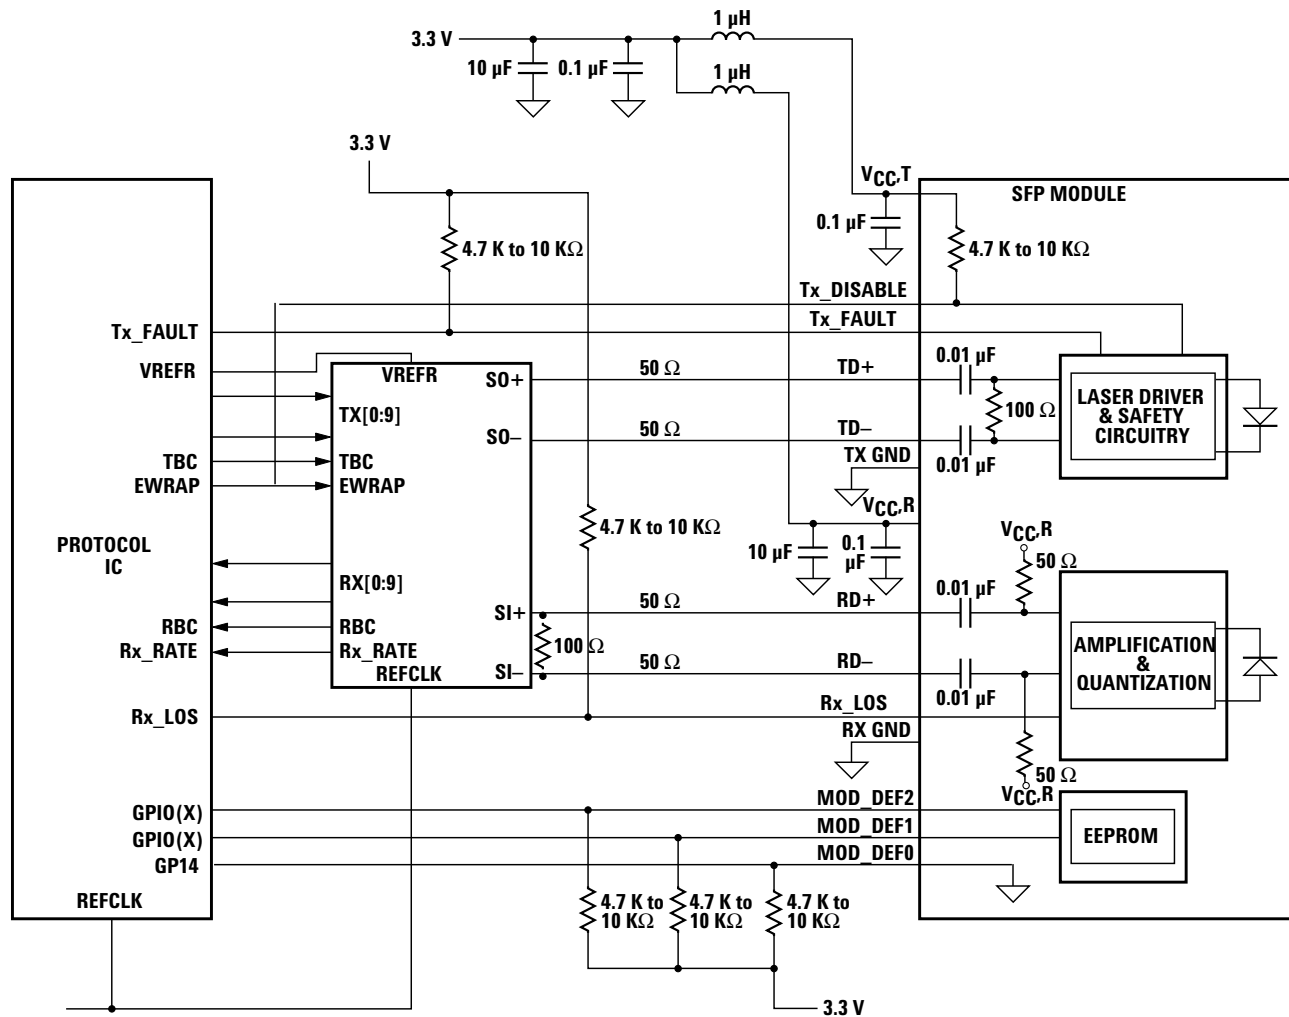 1 µH
3.3 V
10 µF
0.1 µF
1 µH
3.3 V
VCC,T
SFP MODULE
0.1 µF
4.7 K to 10 KΩ
4.7 K to 10 KΩ
Tx_DISABLE
Tx_FAULT
Tx_FAULT
VREFR
VREFR
SO+
50 Ω
TD+
0.01 µF
LASER DRIVER
& SAFETY
CIRCUITRY
100 Ω
TX[0:9]
SO–
50 Ω
TD–
0.01 µF
TX GND
TBC
TBC
EWRAP
EWRAP
VCC,R
4.7 K to 10 KΩ
10 µF
0.1
µF
VCC,R
50 Ω
PROTOCOL
IC
RX[0:9]
SI+
50 Ω
RD+
0.01 µF
RBC
RBC
Rx_RATE
Rx_RATE
100 Ω
REFCLK
SI–
50 Ω
RD–
0.01 µF
AMPLIFICATION
&
QUANTIZATION
Rx_LOS
Rx_LOS
RX GND
50 Ω
VCC,R
GPIO(X)
MOD_DEF2
GPIO(X)
MOD_DEF1
EEPROM
GP14
MOD_DEF0
REFCLK
4.7 K to
10 KΩ
4.7 K to
10 KΩ
4.7 K to
10 KΩ
3.3 V